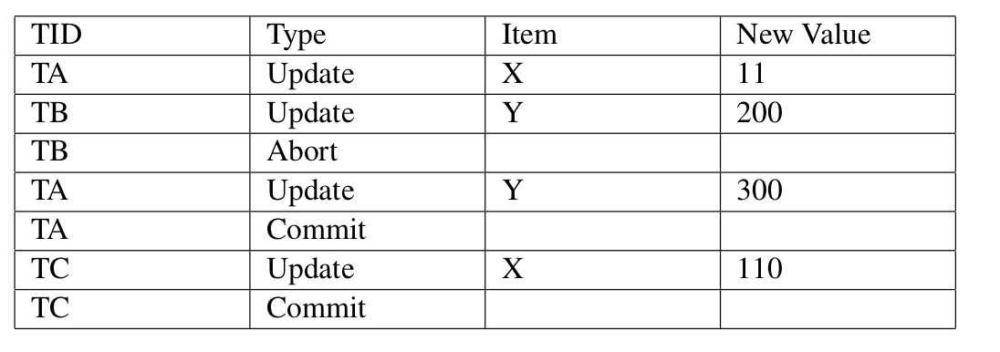 TID Type Item New Value
TA Update X 11
TB Update Y 200
TB Abort
TA Update Y 300
TA Commit
TC Update X 110
TC Commit